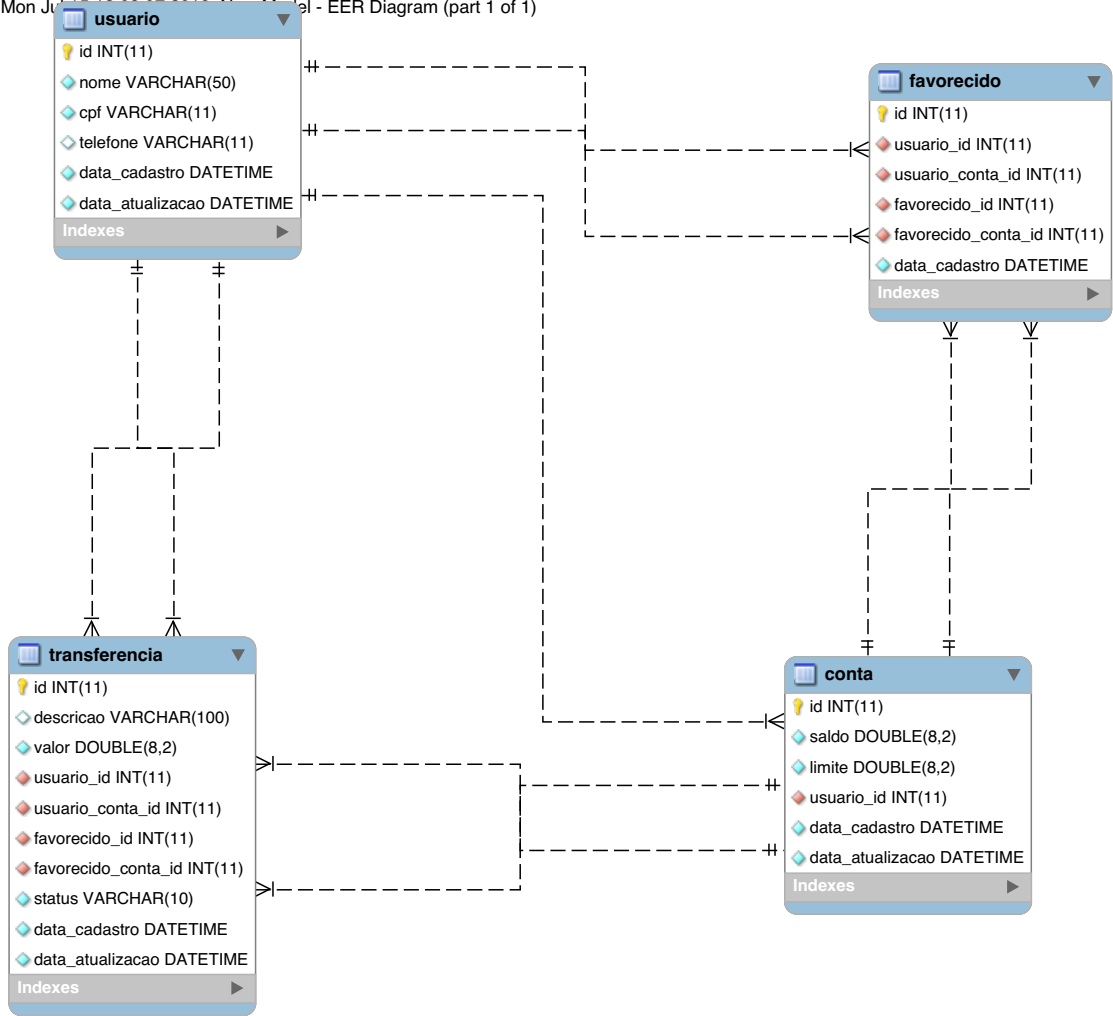 Mon Ju
el - EER Diagram (part 1 of 1)
usuario
id INT(11)
nome VARCHAR(50)
cpf VARCHAR(11)
telefone VARCHAR(11)
data_cadastro DATETIME
data_atualizacao DATETIME
Indexes
favorecido
id INT(11)
usuario_id INT(11)
usuario_conta_id INT(11)
favorecido_id INT(11)
favorecido_conta_id INT(11)
data_cadastro DATETIME
Indexes
transferencia
id INT(11)
descricao VARCHAR(100)
valor DOUBLE(8,2)
usuario_id INT(11)
usuario_conta_id INT(11)
favorecido_id INT(11)
favorecido_conta_id INT(11)
status VARCHAR(10)
data_cadastro DATETIME
data_atualizacao DATETIME
Indexes
conta
id INT(11)
saldo DOUBLE(8,2)
limite DOUBLE(8,2)
usuario_id INT(11)
data_cadastro DATETIME
data_atualizacao DATETIME
Indexes